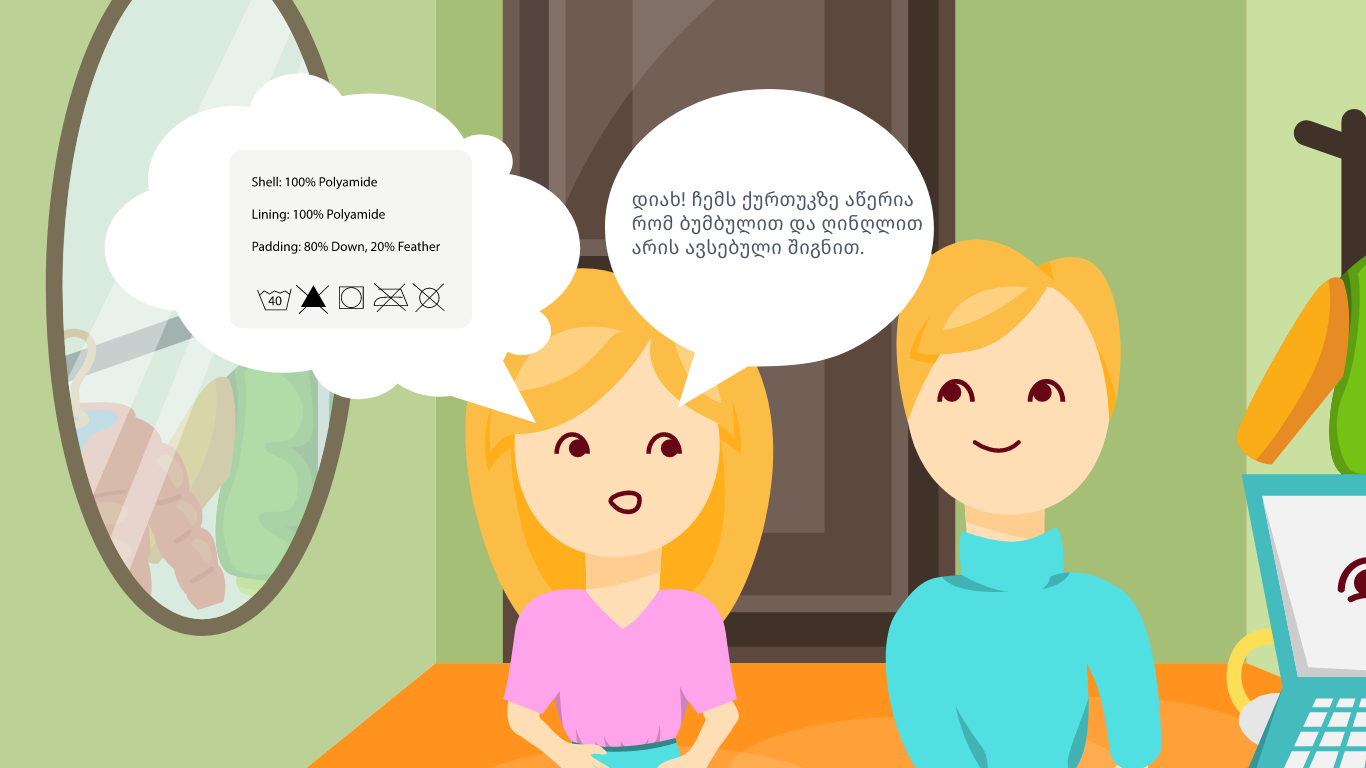 Shell: 100% Polyamide
Lining: 100% Polyamide
Padding: 80% Down, 20% Feather
40
დიახ! ჩემს ქურთუკზე აწერია
რომ ბუმბულით და ღინღლით
არის ავსებული შიგნით.